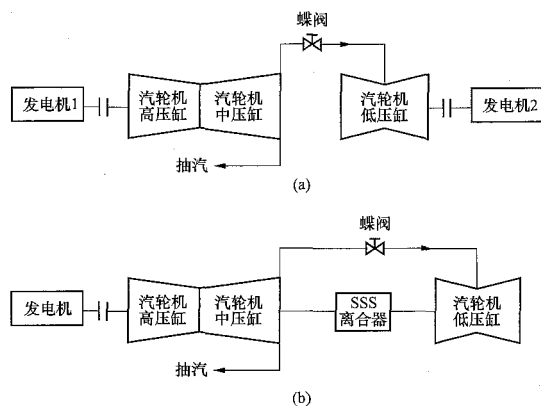 蝶阀
发电机1
汽轮机
高压缸
汽轮机
中压缸
汽轮机
低压缸
发电机2
抽汽
(a)
蝶阀
发电机
汽轮机
高压缸
汽轮机
中压缸
SSS
离合器
汽轮机
低压缸
抽汽
(b)